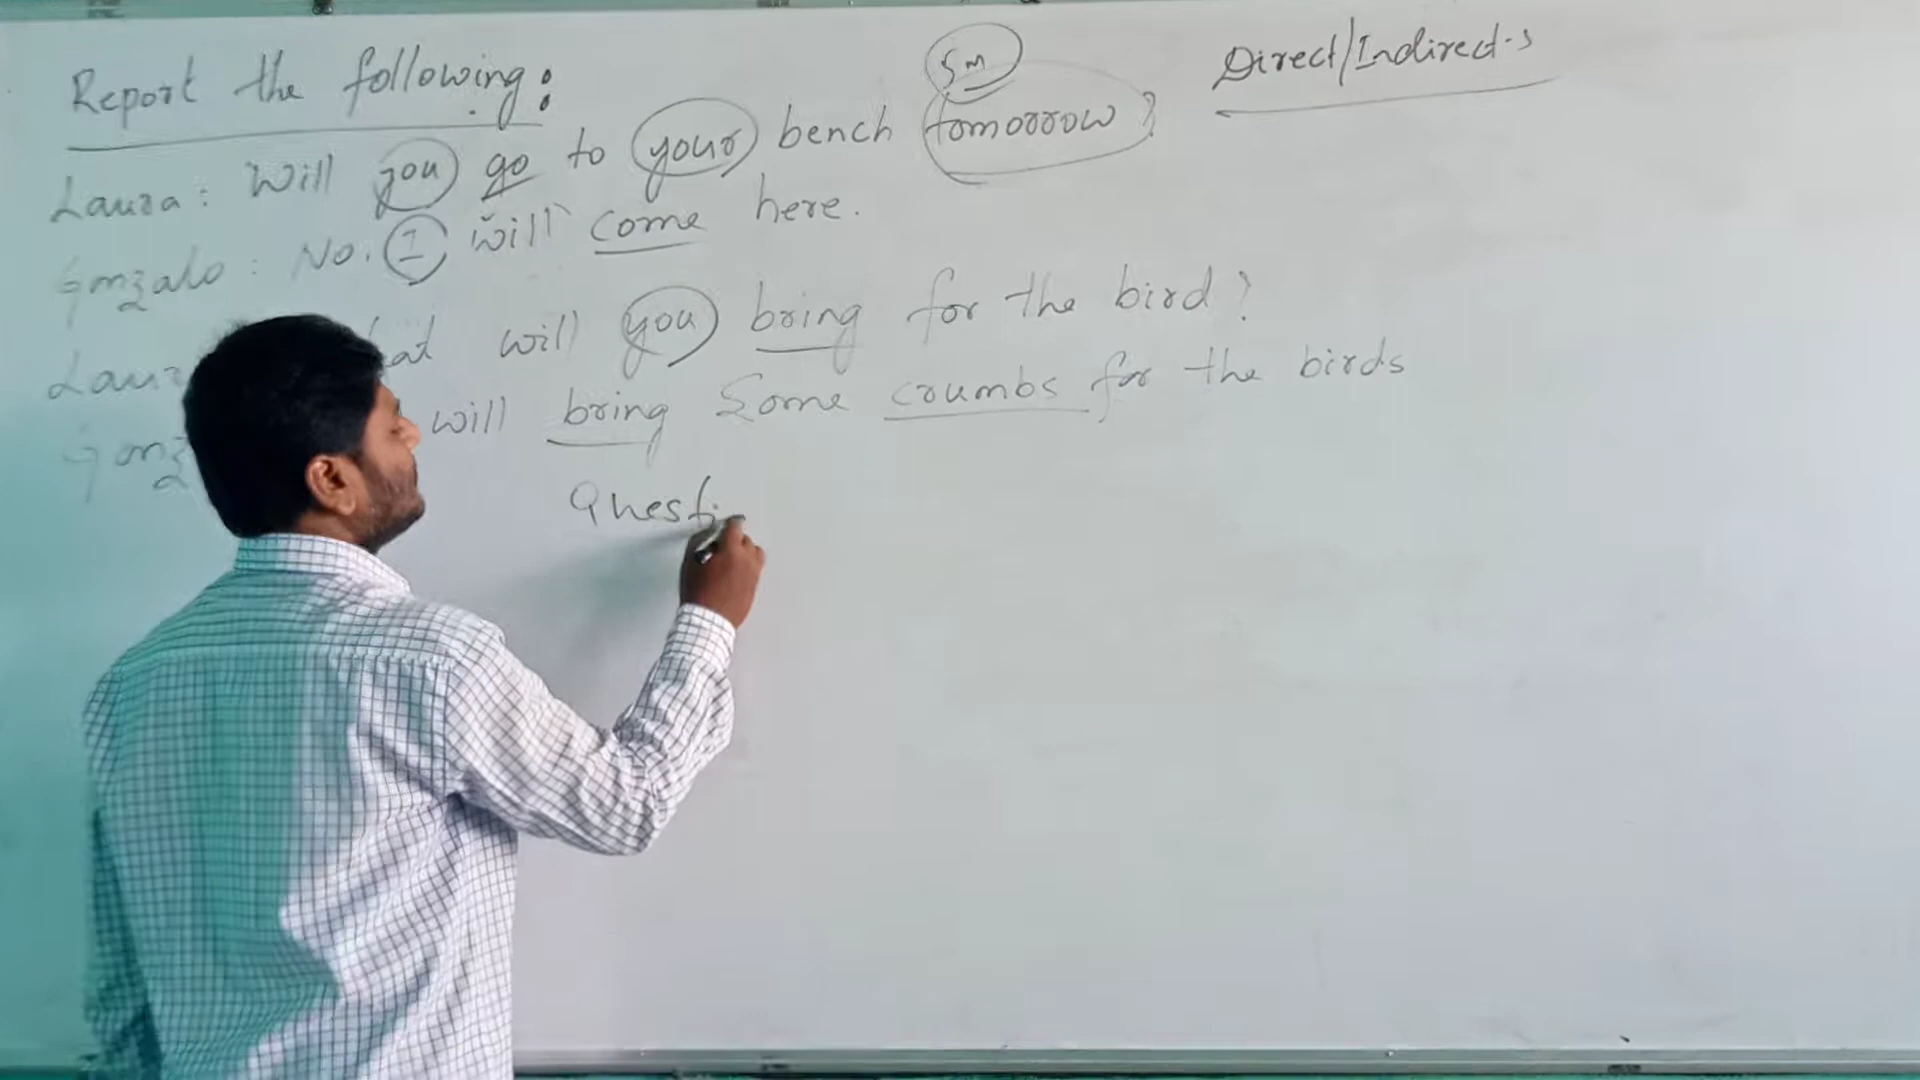 Report the following:
5m
Direct/Indirect-s
Laura: Will you go to your bench tomorrow?
Gonzalo: No. I will come here.
will you bring for the bird?
will bring some crumbs for the birds
Questi